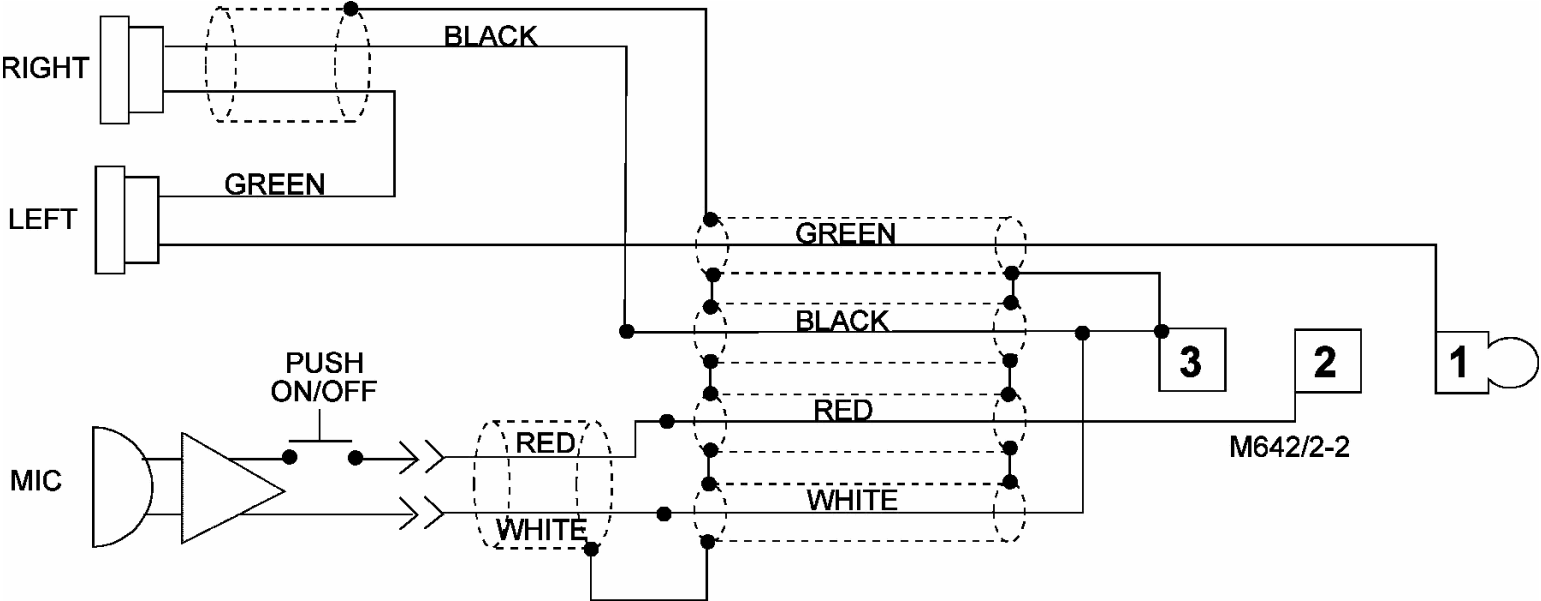 BLACK
RIGHT
GREEN
LEFT
GREEN
BLACK
3
2
1
PUSH
ON/OFF
RED
RED
M642/2-2
MIC
WHITE
WHITE